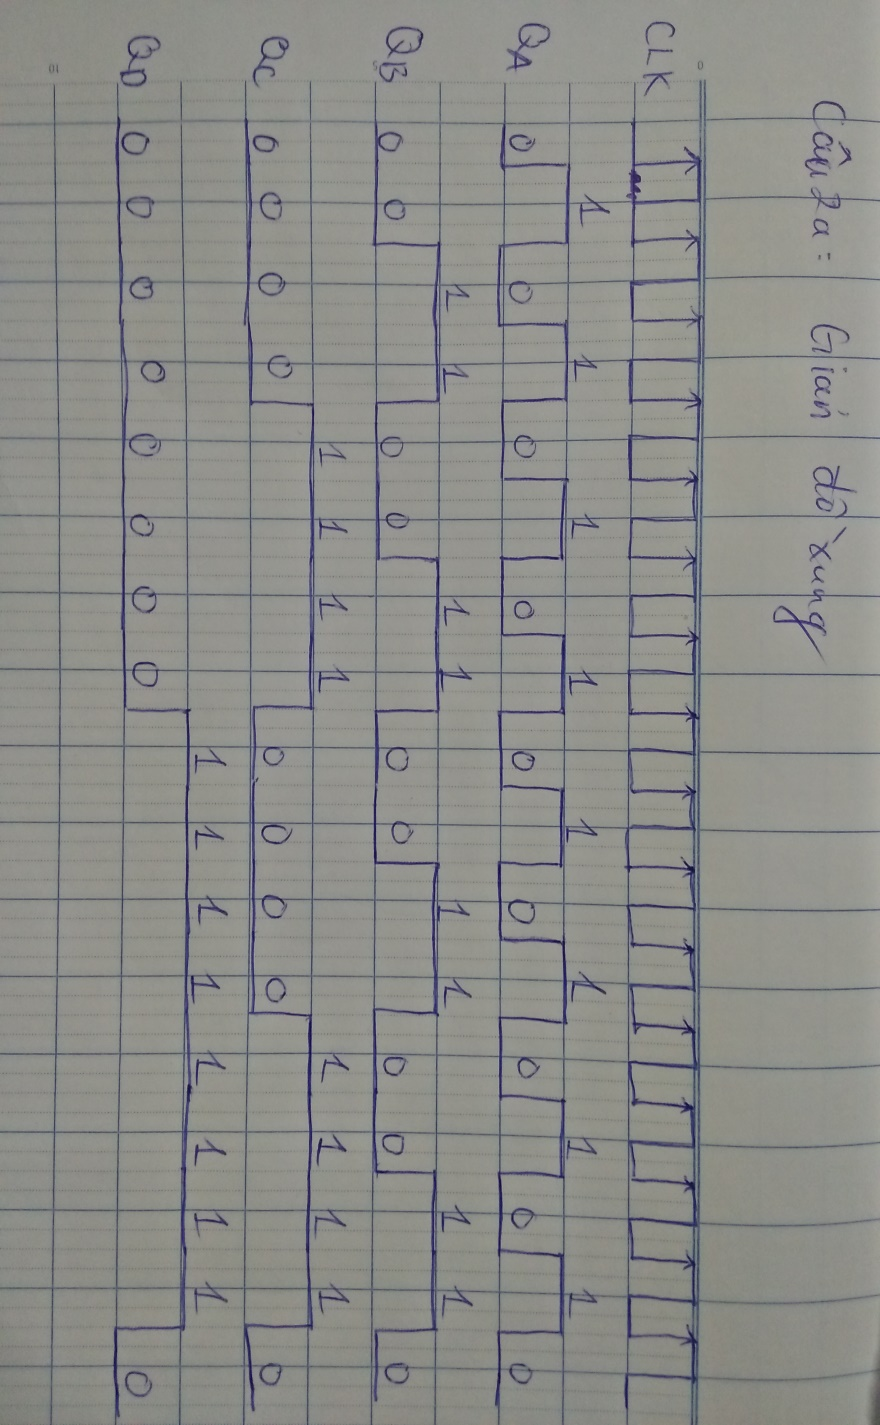 Câu 2a: Giản đồ xung
0
CLK
QA 0 1 0 1 0 1 0 1 0 1 0 1 0 1 0 1 0
5
QB 0 0 1 1 0 0 1 1 0 0 1 1 0 0 1 1 0
QC 0 0 0 0 1 1 1 1 0 0 0 0 1 1 1 1 0
QD 0 0 0 0 0 0 0 0 1 1 1 1 1 1 1 1 0
10